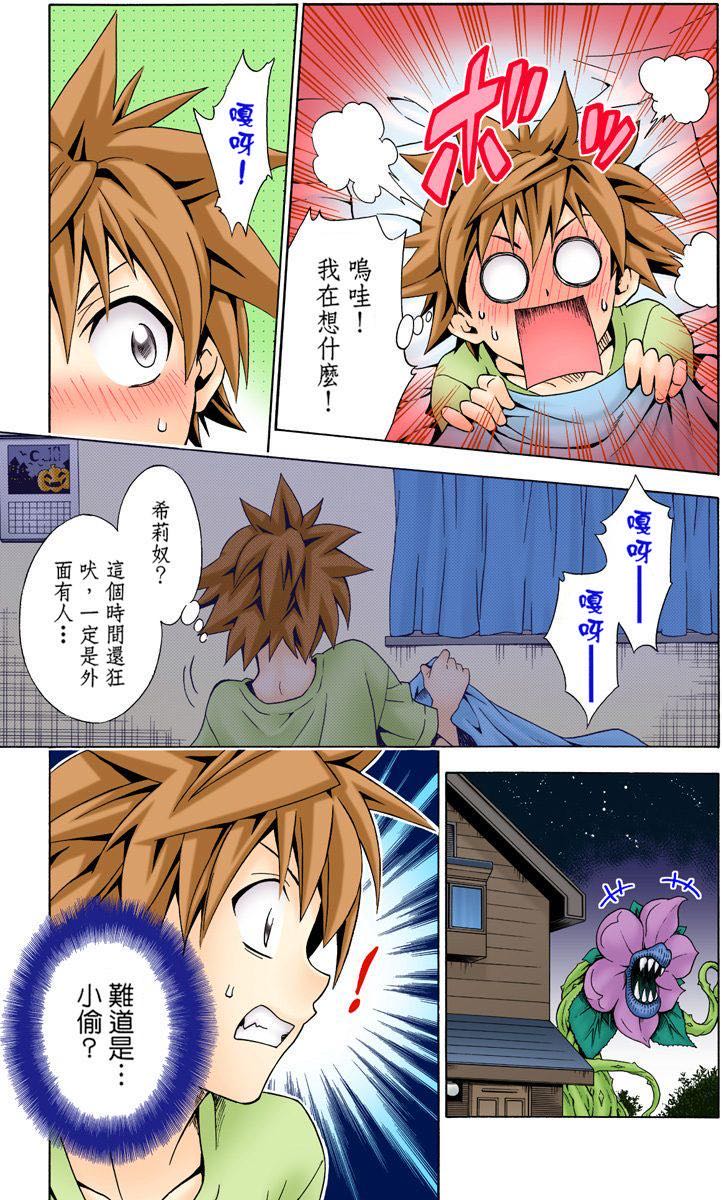 ボッ
嗚哇！
我在想什麼！
嘎呀！
嘎呀——
嘎呀——
希莉奴？
這個時間還狂
吠，一定是外
面有人…
難道是…
小偷？